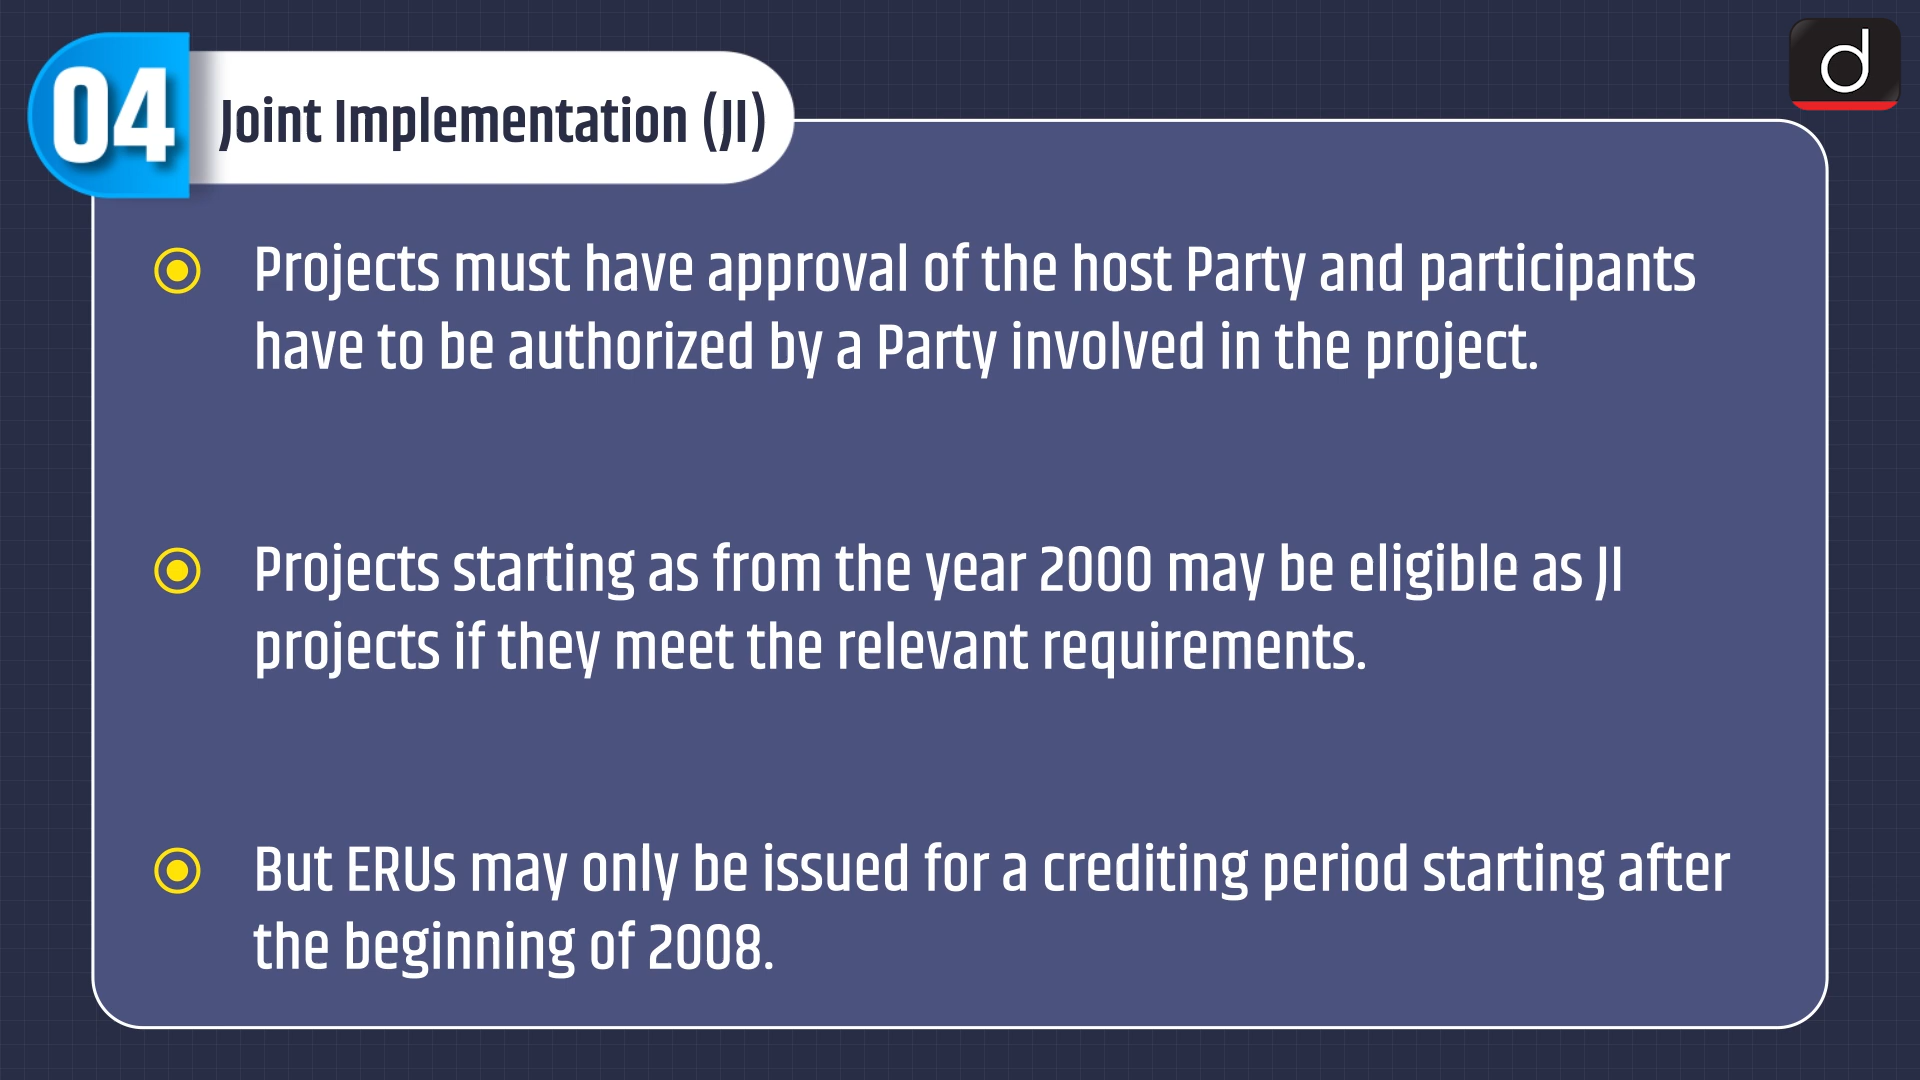 04
Joint Implementation (JI)
d
Projects must have approval of the host Party and participants
have to be authorized by a Party involved in the project.
Projects starting as from the year 2000 may be eligible as JI
projects if they meet the relevant requirements.
But ERUs may only be issued for a crediting period starting after
the beginning of 2008.